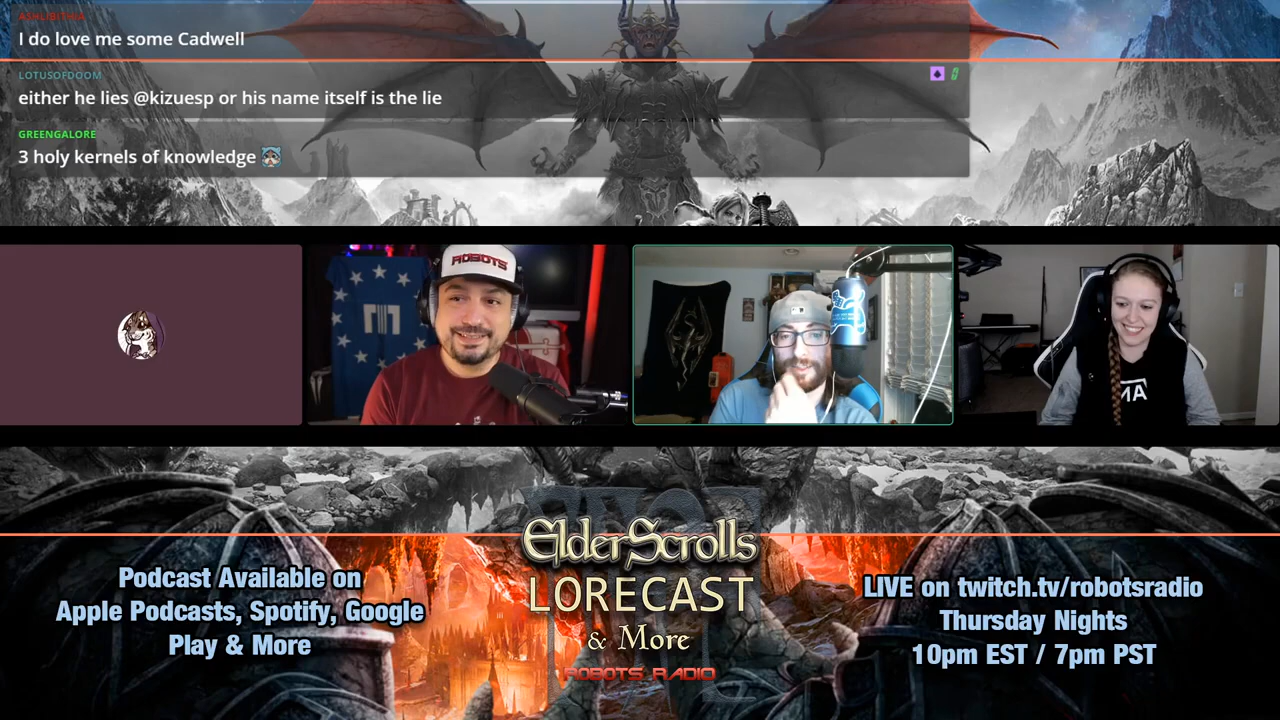 ASHLIBITHIA
I do love me some Cadwell
LOTUSOFDOOM
either he lies @kizuesp or his name itself is the lie
GREENGALORE
3 holy kernels of knowledge
ROBOTS
MA
ElderScrolls
LORECAST
& More
ROBOTS RADIO
Podcast Available on
Apple Podcasts, Spotify, Google
Play & More
LIVE on twitch.tv/robotsradio
Thursday Nights
10pm EST / 7pm PST